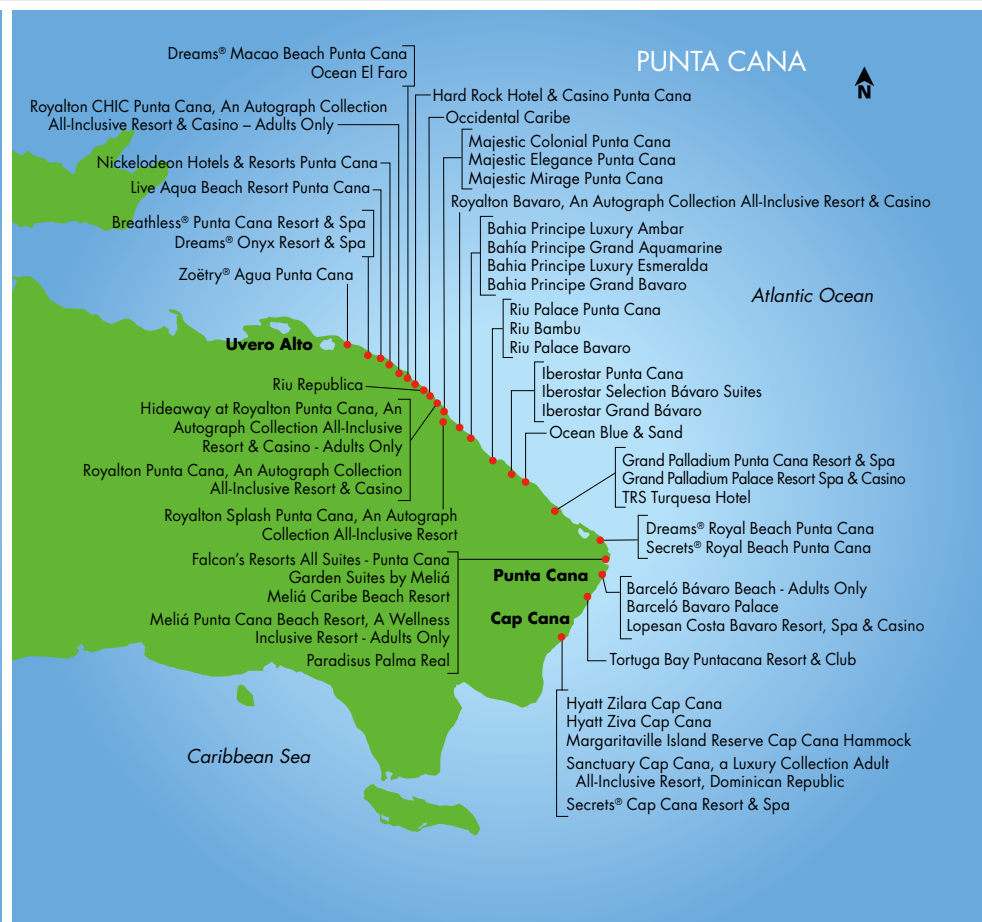 PUNTA CANA
N
Dreams® Macao Beach Punta Cana
Ocean El Faro
Royalton CHIC Punta Cana, An Autograph Collection
All-Inclusive Resort & Casino – Adults Only
Nickelodeon Hotels & Resorts Punta Cana
Live Aqua Beach Resort Punta Cana
Breathless® Punta Cana Resort & Spa
Dreams® Onyx Resort & Spa
Zoëtry® Agua Punta Cana
Hard Rock Hotel & Casino Punta Cana
Occidental Caribe
Majestic Colonial Punta Cana
Majestic Elegance Punta Cana
Majestic Mirage Punta Cana
Royalton Bavaro, An Autograph Collection All-Inclusive Resort & Casino
Bahia Principe Luxury Ambar
Bahía Principe Grand Aquamarine
Bahia Principe Luxury Esmeralda
Bahia Principe Grand Bavaro
Atlantic Ocean
Riu Palace Punta Cana
Riu Bambu
Riu Palace Bavaro
Uvero Alto
Iberostar Punta Cana
Iberostar Selection Bávaro Suites
Iberostar Grand Bávaro
Ocean Blue & Sand
Riu Republica
Hideaway at Royalton Punta Cana, An
Autograph Collection All-Inclusive
Resort & Casino - Adults Only
Royalton Punta Cana, An Autograph Collection
All-Inclusive Resort & Casino
Royalton Splash Punta Cana, An Autograph
Collection All-Inclusive Resort
Grand Palladium Punta Cana Resort & Spa
Grand Palladium Palace Resort Spa & Casino
TRS Turquesa Hotel
Dreams® Royal Beach Punta Cana
Secrets® Royal Beach Punta Cana
Falcon's Resorts All Suites - Punta Cana
Garden Suites by Meliá
Meliá Caribe Beach Resort
Meliá Punta Cana Beach Resort, A Wellness
Inclusive Resort - Adults Only
Paradisus Palma Real
Punta Cana
Cap Cana
Barceló Bávaro Beach - Adults Only
Barceló Bavaro Palace
Lopesan Costa Bavaro Resort, Spa & Casino
Tortuga Bay Puntacana Resort & Club
Hyatt Zilara Cap Cana
Hyatt Ziva Cap Cana
Margaritaville Island Reserve Cap Cana Hammock
Sanctuary Cap Cana, a Luxury Collection Adult
All-Inclusive Resort, Dominican Republic
Secrets® Cap Cana Resort & Spa
Caribbean Sea